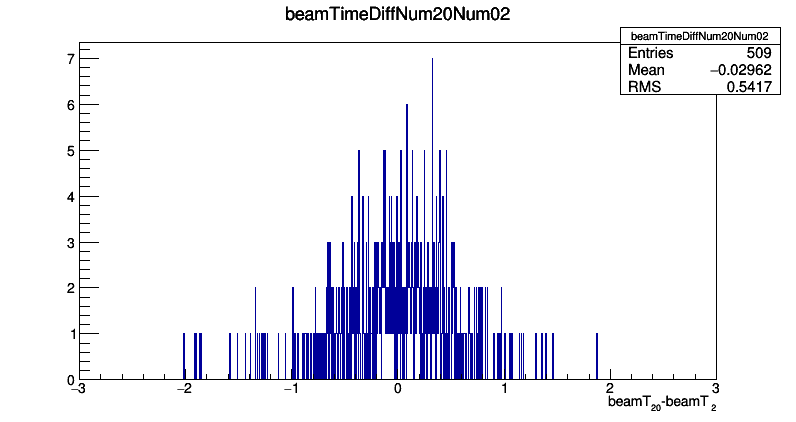 beamTimeDiffNum20Num02
beamTimeDiffNum20Num02
Entries 509
Mean −0.02962
RMS 0.5417
7
6
5
4
3
2
1
0
−3 −2 −1 0 1 2 3
beamT20-beamT2